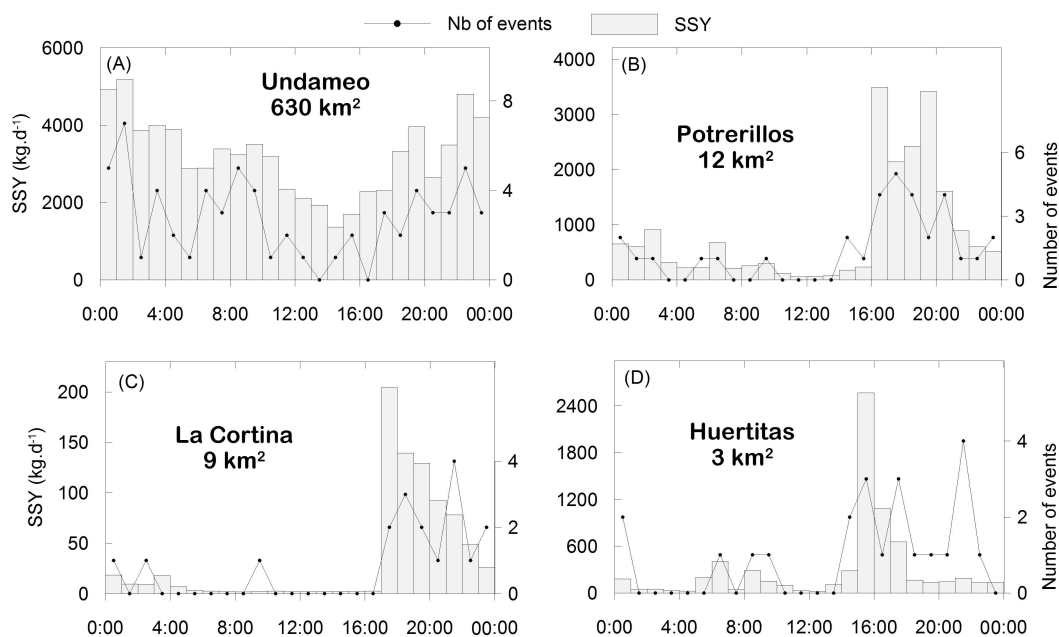 Nb of events SSY
(A)
Undameo
630 km²
SSY (kg.d⁻¹)
6000
4000
2000
0
8
4
0
0:00 4:00 8:00 12:00 16:00 20:00 00:00
(B)
Potrerillos
12 km²
4000
3000
2000
1000
0
6
3
0
Number of events
0:00 4:00 8:00 12:00 16:00 20:00 00:00
(C)
La Cortina
9 km²
SSY (kg.d⁻¹)
200
150
100
50
0
4
2
0
0:00 4:00 8:00 12:00 16:00 20:00 00:00
(D)
Huertitas
3 km²
2400
1800
1200
600
0
4
2
0
Number of events
0:00 4:00 8:00 12:00 16:00 20:00 00:00